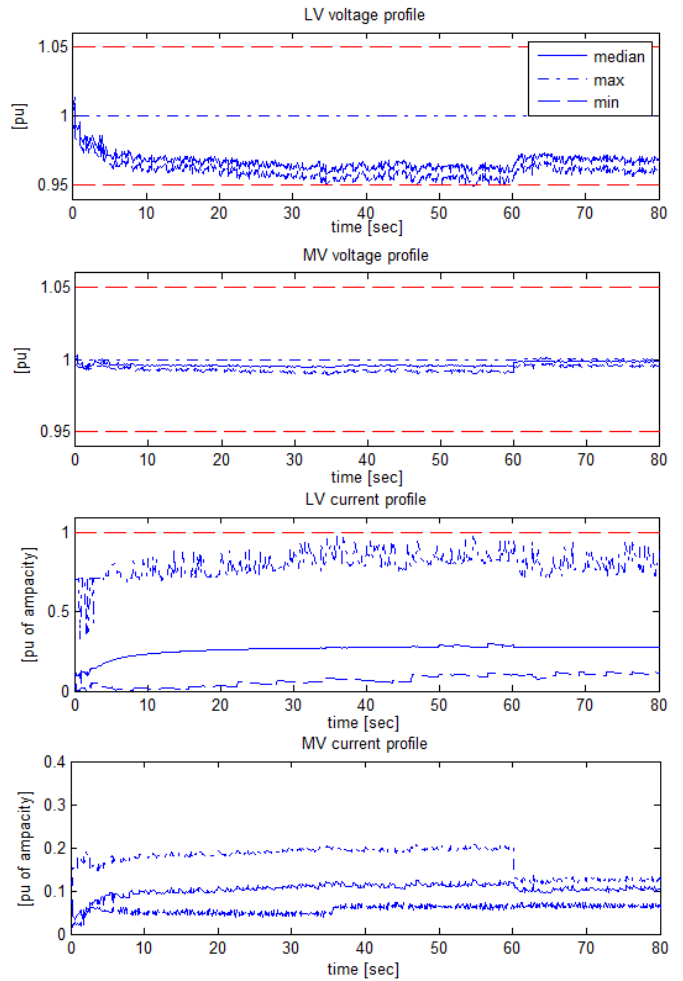 LV voltage profile
1.05
1
0.95
[pu]
median
max
min
0 10 20 30 40 50 60 70 80
time [sec]
MV voltage profile
1.05
1
0.95
[pu]
0 10 20 30 40 50 60 70 80
time [sec]
LV current profile
1
0.5
0
[pu of ampacity]
0 10 20 30 40 50 60 70 80
time [sec]
MV current profile
0.4
0.3
0.2
0.1
0
[pu of ampacity]
0 10 20 30 40 50 60 70 80
time [sec]